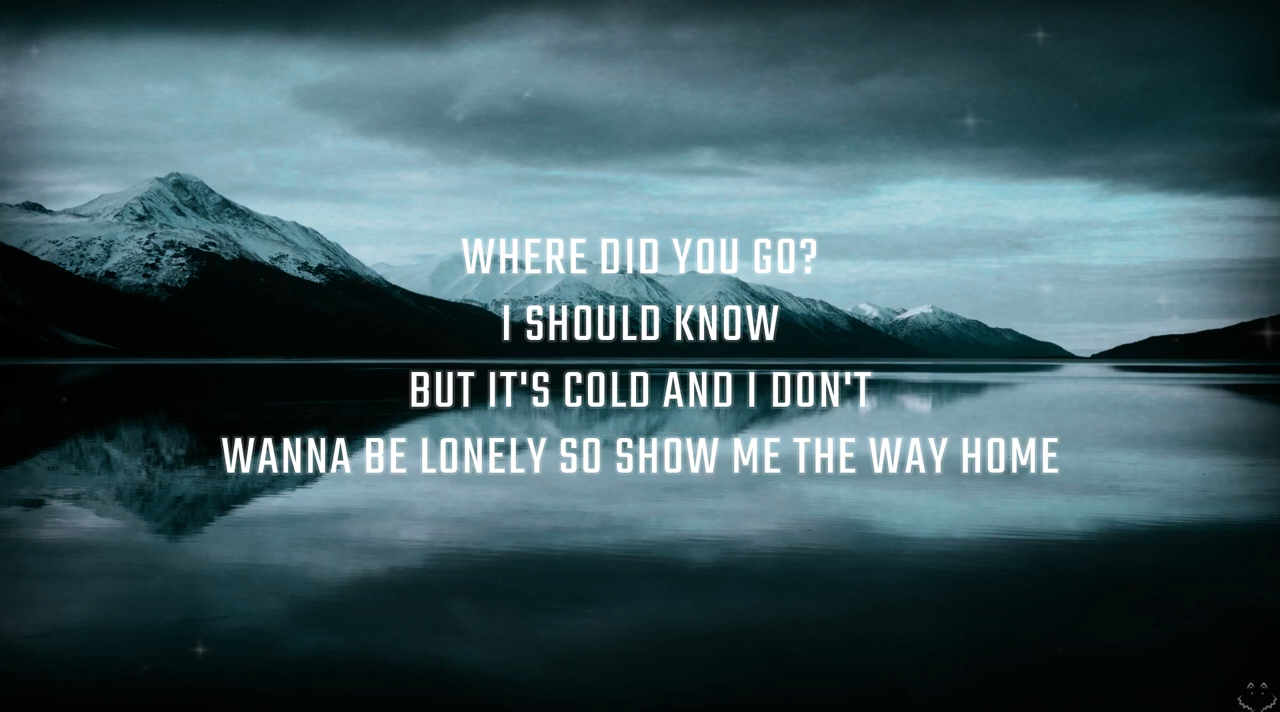 WHERE DID YOU GO?
I SHOULD KNOW
BUT IT'S COLD AND I DON'T
WANNA BE LONELY SO SHOW ME THE WAY HOME